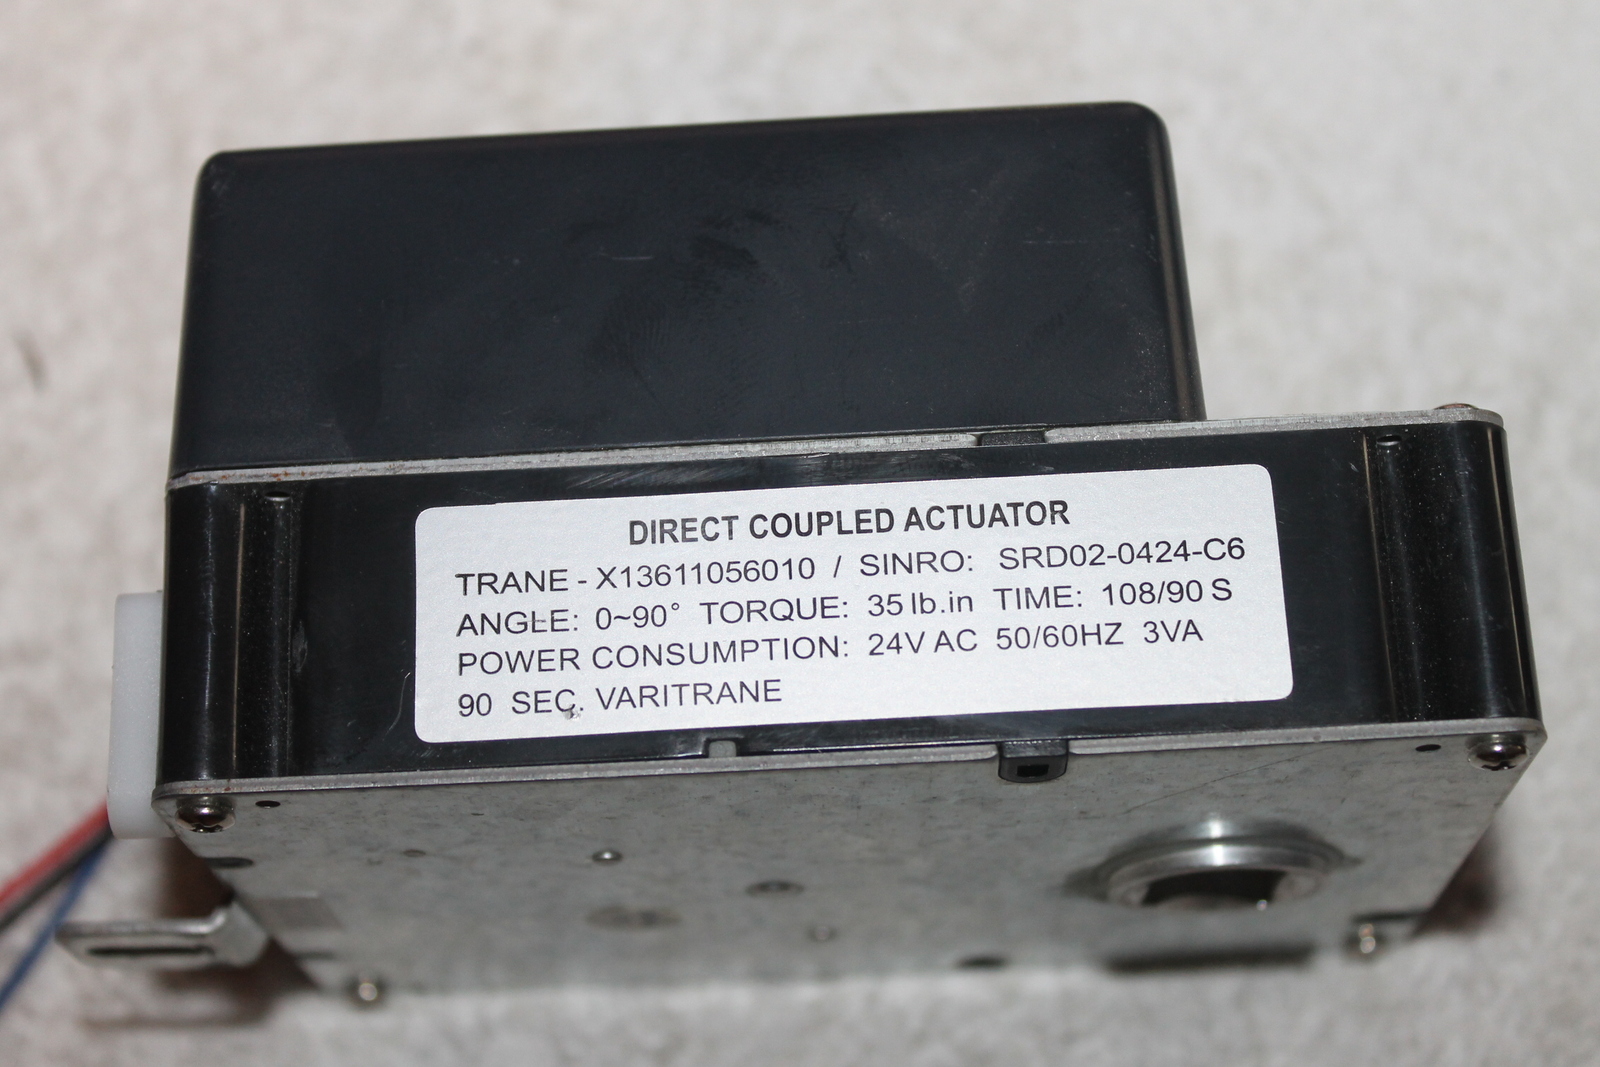 DIRECT COUPLED ACTUATOR
TRANE - X13611056010 / SINRO: SRD02-0424-C6
ANGLE: 0~90° TORQUE: 35 lb.in TIME: 108/90 S
POWER CONSUMPTION: 24V AC 50/60HZ 3VA
90 SEC. VARITRANE